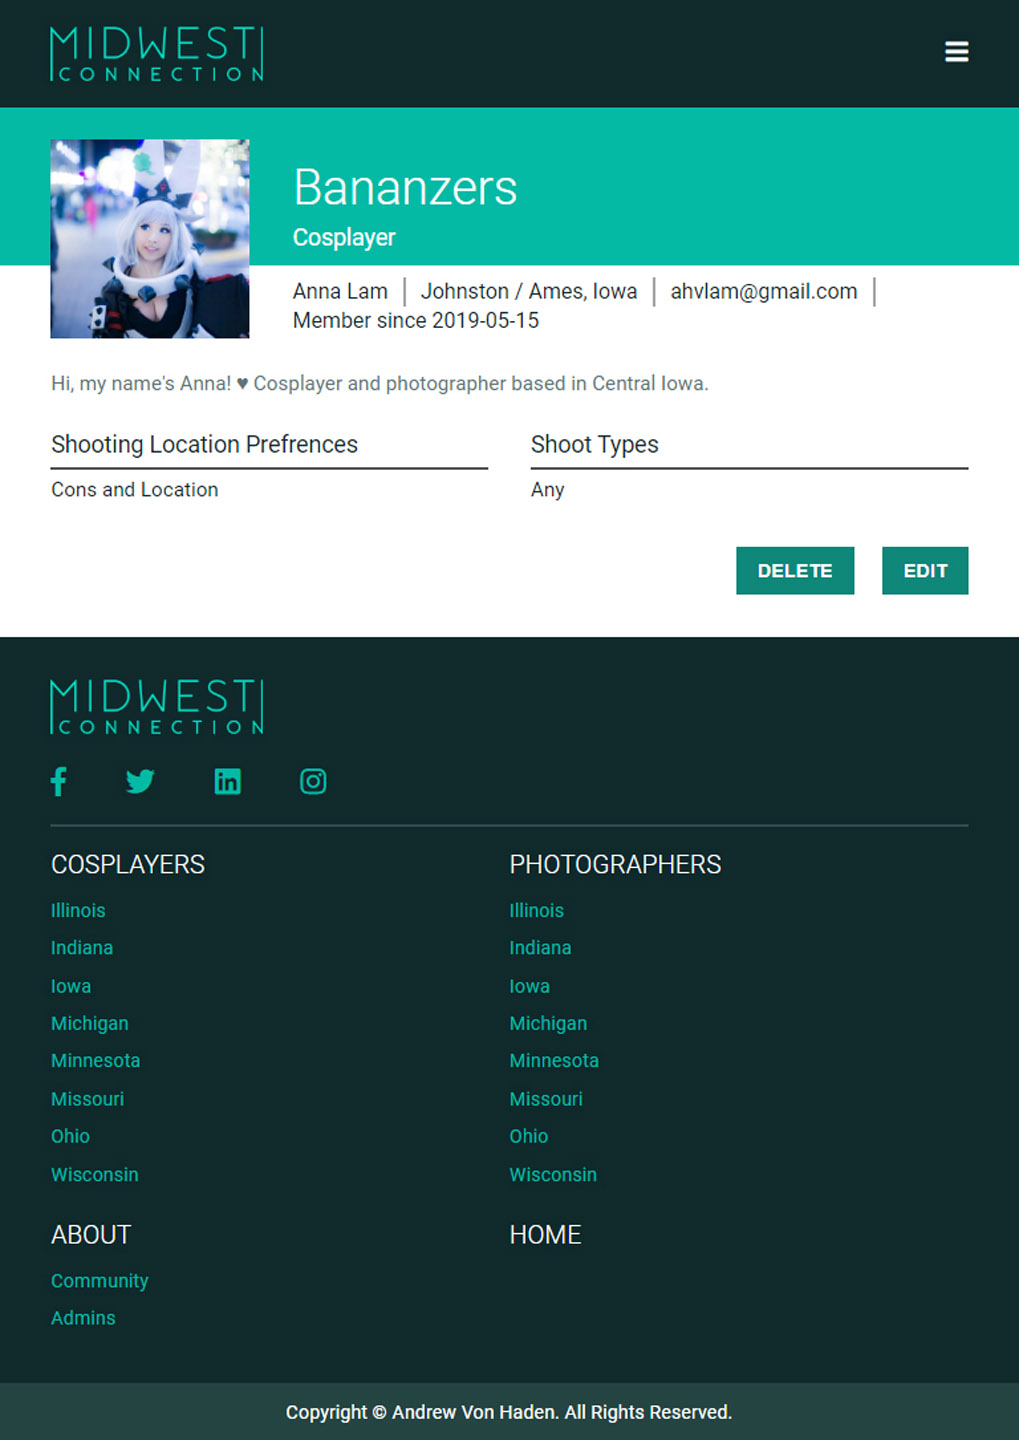 MIDWEST
CONNECTION
Bananzers
Cosplayer
Anna Lam | Johnston / Ames, Iowa | ahvlam@gmail.com |
Member since 2019-05-15
Hi, my name's Anna! ♥ Cosplayer and photographer based in Central Iowa.
Shooting Location Prefrences
Cons and Location
Shoot Types
Any
DELETE
EDIT
MIDWEST
CONNECTION
COSPLAYERS
Illinois
Indiana
Iowa
Michigan
Minnesota
Missouri
Ohio
Wisconsin
PHOTOGRAPHERS
Illinois
Indiana
Iowa
Michigan
Minnesota
Missouri
Ohio
Wisconsin
ABOUT
Community
Admins
HOME
Copyright © Andrew Von Haden. All Rights Reserved.